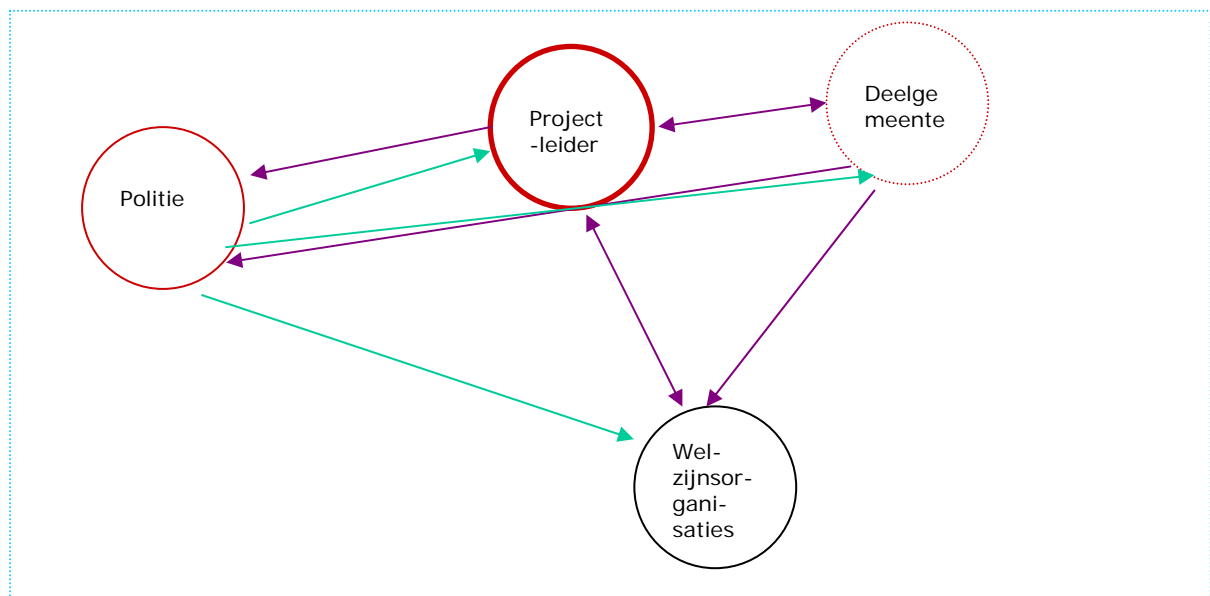 Politie
Project
-leider
Deelge
meente
Wel-
zijnsor-
gani-
saties